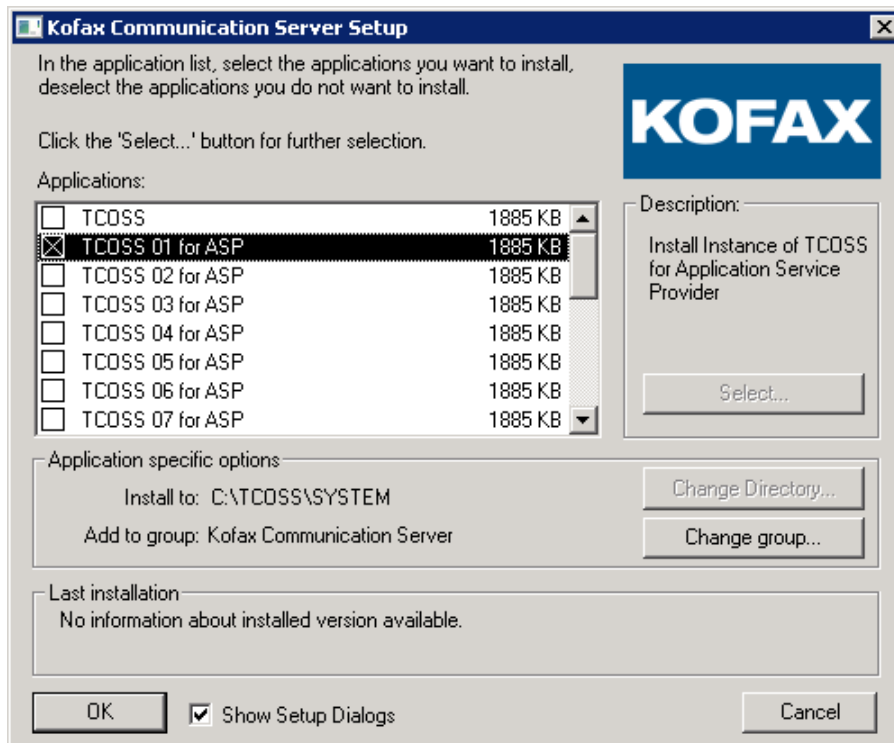 Kofax Communication Server Setup
In the application list, select the applications you want to install,
deselect the applications you do not want to install.
Click the 'Select...' button for further selection.
KOFAX
Applications:
TCOSS 1885 KB
TCOSS 01 for ASP 1885 KB
TCOSS 02 for ASP 1885 KB
TCOSS 03 for ASP 1885 KB
TCOSS 04 for ASP 1885 KB
TCOSS 05 for ASP 1885 KB
TCOSS 06 for ASP 1885 KB
TCOSS 07 for ASP 1885 KB
Description:
Install Instance of TCOSS
for Application Service
Provider
Select...
Application specific options
Install to: C:\TCOSS\SYSTEM
Change Directory...
Add to group: Kofax Communication Server
Change group...
Last installation
No information about installed version available.
OK
Show Setup Dialogs
Cancel